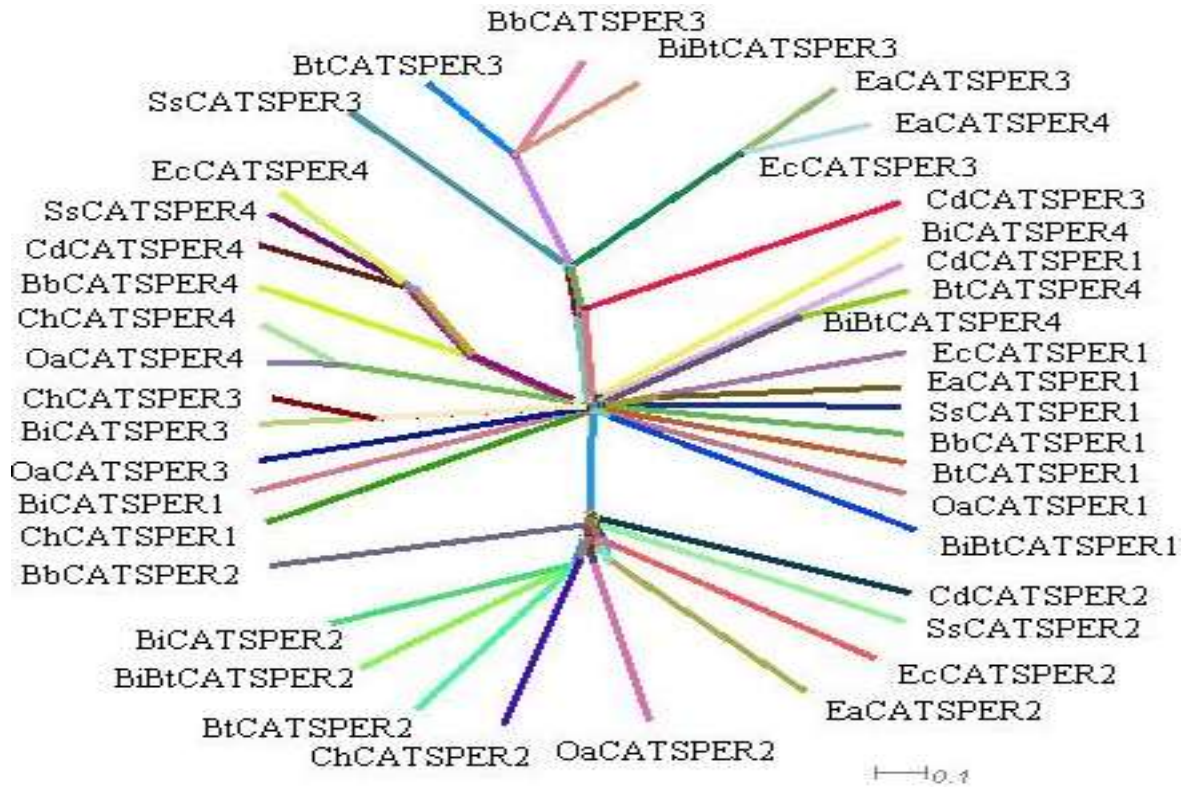 BbCATSPER3
BiBtCATSPER3
BtCATSPER3
EaCATSPER3
SsCATSPER3
EaCATSPER4
EcCATSPER4
EcCATSPER3
SsCATSPER4
CdCATSPER3
CdCATSPER4
BiCATSPER4
BbCATSPER4
CdCATSPER1
BtCATSPER4
ChCATSPER4
BiBtCATSPER4
OaCATSPER4
EcCATSPER1
ChCATSPER3
EaCATSPER1
BiCATSPER3
SsCATSPER1
OaCATSPER3
BbCATSPER1
BiCATSPER1
BtCATSPER1
ChCATSPER1
OaCATSPER1
BbCATSPER2
BiBtCATSPER1
CdCATSPER2
BiCATSPER2
SsCATSPER2
BiBtCATSPER2
EcCATSPER2
BtCATSPER2
EaCATSPER2
ChCATSPER2
OaCATSPER2
0.1